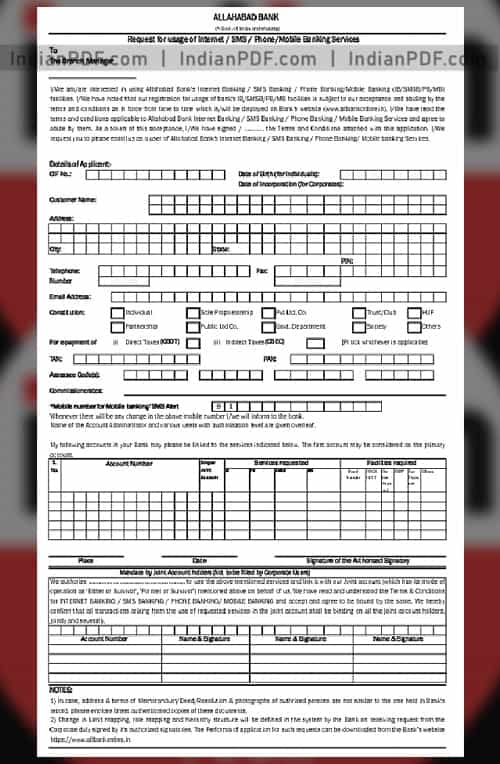 ALLAHABAD BANK
Request for usage of Internet / SMS / Phone/Mobile Banking Services
To
The Branch Manager,
IndianPDF.com | IndianPDF.com | IndianPDF.com
I/We am/are interested in using Allahabad Bank's Internet Banking / SMS Banking / Phone Banking/Mobile Banking (IB/SMSB/PB/MB)
facilities. I/We have noted that our registration for usage of Bank's IB/SMSB/PB/MB facilities is subject to our acceptance and abiding by the
terms and conditions as in force from time to time which is/will be displayed on Bank's website (www.allbankonline.in). I/We have read the
terms and conditions applicable to Allahabad Bank Internet Banking / SMS Banking / Phone Banking / Mobile Banking Services and agree to
abide by them. As a token of this acceptance, I/We have signed / .......... the Terms and Conditions attached with this application. I/We
request you to please enroll us as a user of Allahabad Bank's Internet Banking / SMS Banking / Phone Banking/ Mobile banking Services.
Details of Applicant:-
CIF No.: Date of Birth (for Individuals):
Date of Incorporation (for Corporates):
Customer Name:
Address:
City: State:
PIN:
Telephone: Fax:
Number
Email Address:
Constitution: Individual Sole Proprietorship Pvt Ltd. Co. Trust/Club HUF
Partnership Public Ltd Co. Govt. Department Society Others
For epayment of (i) Direct Taxes (CBDT) (ii) Indirect Taxes (CBEC) (Pl tick whichever is applicable)
TAN: PAN:
Assessee Code(s):
Commissionerates:
*Mobile number for Mobile banking/ SMS Alert 9 1
Whenever there will be any change in the above mobile number I/we will inform to the bank.
Name of the Account Administrator and various users with authorisation level are given overleaf.
My following accounts in your Bank may please be linked to the services indicated below. The first account may be considered as the primary
account.
S. No Account Number Single/ Joint Account Services requested Facilities required
Place Date Signature of the Authorised Signatory
Mandate by Joint Account holders (Not to be filled by Corporate Users)
We authorize .......... to use the above mentioned services and link is with our Joint account (which has its mode of
operation as 'Either or Survivor', 'Former or Survivor') mentioned above on behalf of us. We have read and understood the Terms & Conditions
for INTERNET BANKING / SMS BANKING / PHONE BANKING / MOBILE BANKING and accept and agree to be bound by the same. We hereby
confirm that all transactions arising from the use of requested services in the joint account shall be binding on all the joint account holders,
jointly and severally.
Account Number Name & Signature Name & Signature Name & Signature
NOTES:
1) In case, address & terms of Memorandum/Deed/Resolution & photographs of authorized persons are not similar to the one held in Bank's
record, please enclose latest authenticated copies of these documents.
2) Change in Limit mapping, role mapping and hierarchy structure will be defined in the system by the Bank on receiving request from the
Corporate duly signed by its authorized signatories. The Performa of application for such requests can be downloaded from the Bank's website
https://www.allbankonline.in.